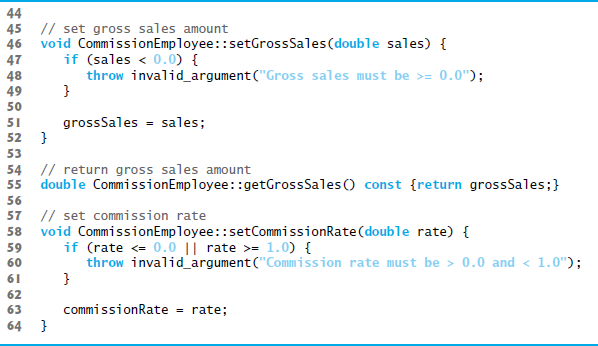 44
45 // set gross sales amount
46 void CommissionEmployee::setGrossSales(double sales) {
47    if (sales < 0.0) {
48       throw invalid_argument("Gross sales must be >= 0.0");
49    }
50
51    grossSales = sales;
52 }
53
54 // return gross sales amount
55 double CommissionEmployee::getGrossSales() const {return grossSales;}
56
57 // set commission rate
58 void CommissionEmployee::setCommissionRate(double rate) {
59    if (rate <= 0.0 || rate >= 1.0) {
60       throw invalid_argument("Commission rate must be > 0.0 and < 1.0");
61    }
62
63    commissionRate = rate;
64 }